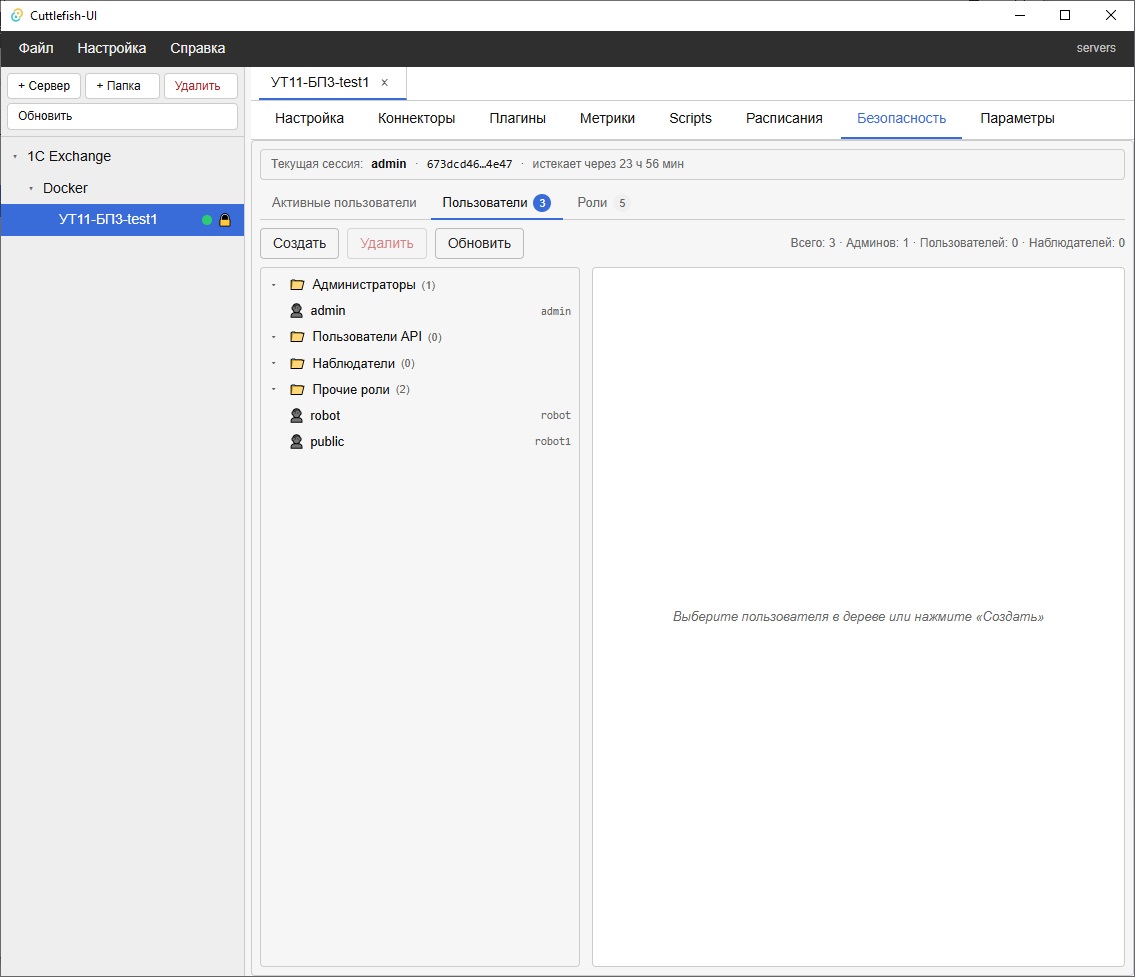 Cuttlefish-UI
Файл Настройка Справка servers
+ Сервер + Папка Удалить
Обновить
1C Exchange
Docker
УТ11-БП3-test1
УТ11-БП3-test1 ×
Настройка Коннекторы Плагины Метрики Scripts Расписания Безопасность Параметры
Текущая сессия: admin · 673dcd46…4e47 · истекает через 23 ч 56 мин
Активные пользователи Пользователи 3 Роли 5
Создать Удалить Обновить Всего: 3 · Админов: 1 · Пользователей: 0 · Наблюдателей: 0
Администраторы (1)
admin admin
Пользователи API (0)
Наблюдатели (0)
Прочие роли (2)
robot robot
public robot1
Выберите пользователя в дереве или нажмите «Создать»